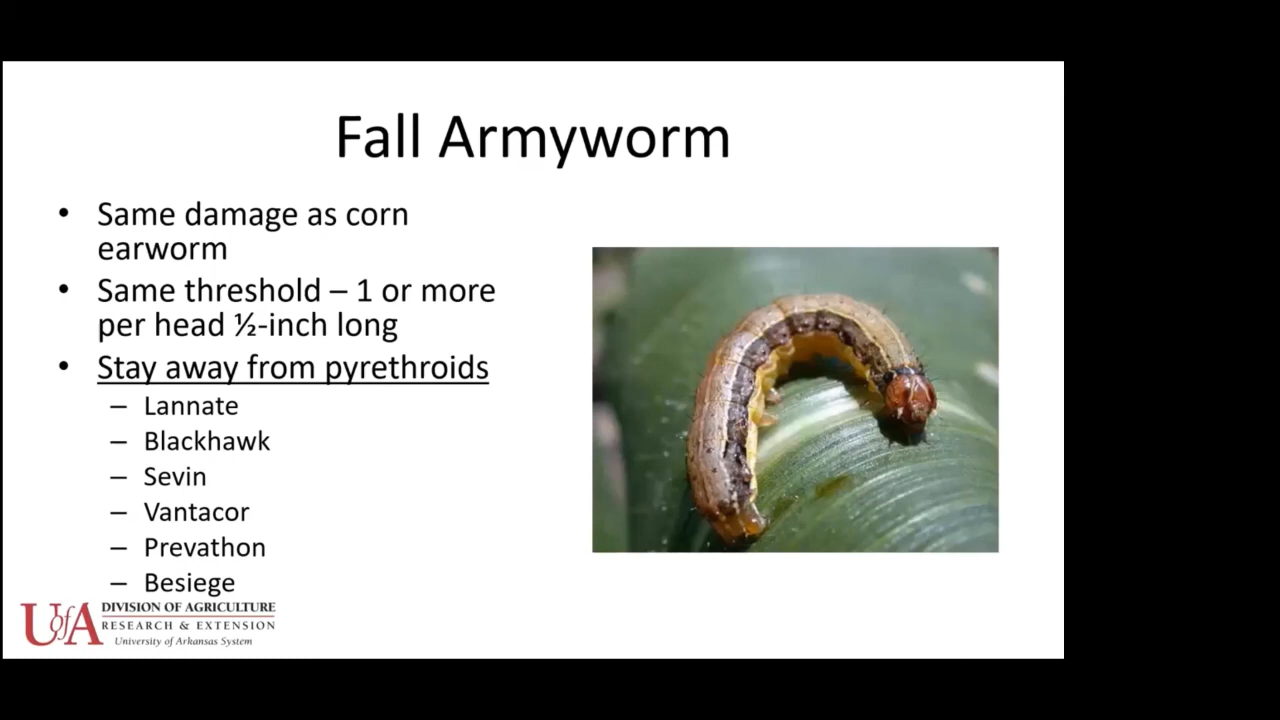 Fall Armyworm
• Same damage as corn
earworm
• Same threshold – 1 or more
per head ½-inch long
• Stay away from pyrethroids
– Lannate
– Blackhawk
– Sevin
– Vantacor
– Prevathon
– Besiege
UofA DIVISION OF AGRICULTURE
RESEARCH & EXTENSION
University of Arkansas System